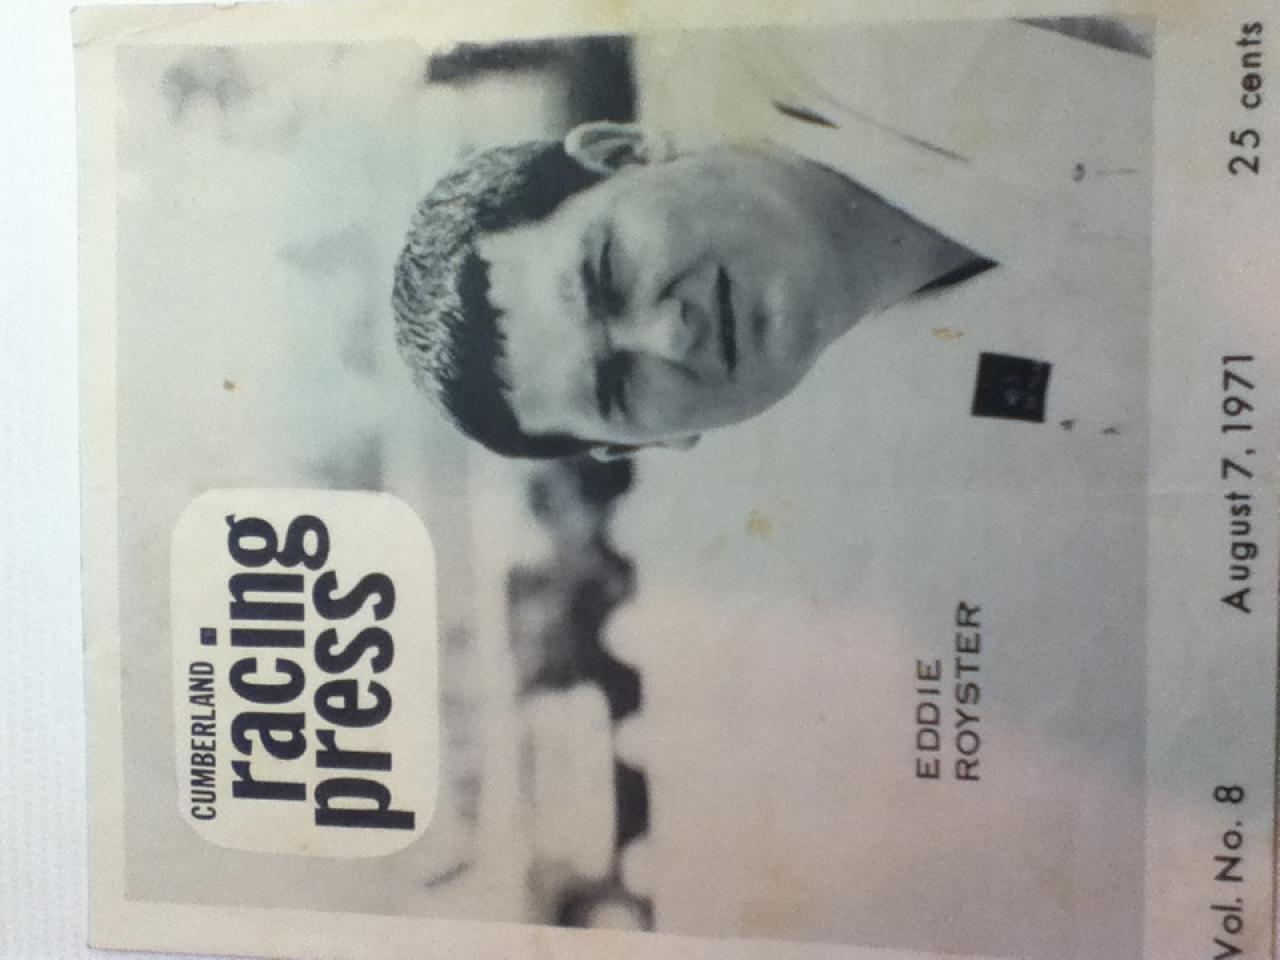 CUMBERLAND
racing
press
EDDIE
ROYSTER
Vol. No. 8 August 7, 1971 25 cents